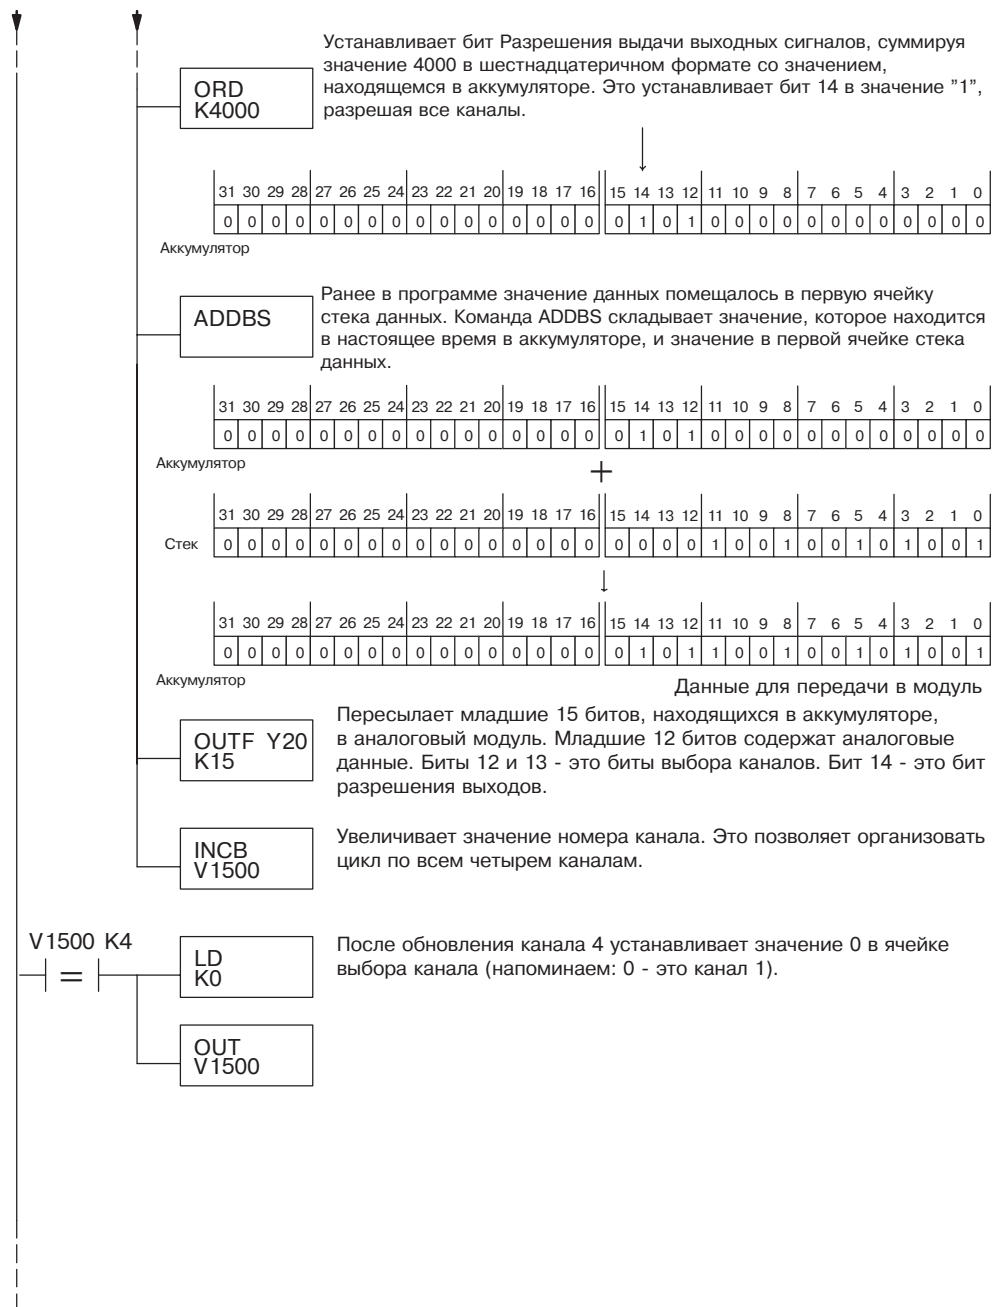 Устанавливает бит Разрешения выдачи выходных сигналов, суммируя
значение 4000 в шестнадцатеричном формате со значением,
находящемся в аккумуляторе. Это устанавливает бит 14 в значение ”1”,
разрешая все каналы.
ORD
K4000
31 30 29 28 27 26 25 24 23 22 21 20 19 18 17 16 15 14 13 12 11 10 9 8 7 6 5 4 3 2 1 0
0 0 0 0 0 0 0 0 0 0 0 0 0 0 0 0 0 1 0 1 0 0 0 0 0 0 0 0 0 0 0 0
Аккумулятор
ADDBS
Ранее в программе значение данных помещалось в первую ячейку
стека данных. Команда ADDBS складывает значение, которое находится
в настоящее время в аккумуляторе, и значение в первой ячейке стека
данных.
31 30 29 28 27 26 25 24 23 22 21 20 19 18 17 16 15 14 13 12 11 10 9 8 7 6 5 4 3 2 1 0
0 0 0 0 0 0 0 0 0 0 0 0 0 0 0 0 0 1 0 1 0 0 0 0 0 0 0 0 0 0 0 0
Аккумулятор
+
31 30 29 28 27 26 25 24 23 22 21 20 19 18 17 16 15 14 13 12 11 10 9 8 7 6 5 4 3 2 1 0
Стек 0 0 0 0 0 0 0 0 0 0 0 0 0 0 0 0 0 0 0 0 1 0 0 1 0 0 1 0 1 0 0 1
31 30 29 28 27 26 25 24 23 22 21 20 19 18 17 16 15 14 13 12 11 10 9 8 7 6 5 4 3 2 1 0
0 0 0 0 0 0 0 0 0 0 0 0 0 0 0 0 0 1 0 1 1 0 0 1 0 0 1 0 1 0 0 1
Аккумулятор
Данные для передачи в модуль
OUTF Y20
K15
Пересылает младшие 15 битов, находящихся в аккумуляторе,
в аналоговый модуль. Младшие 12 битов содержат аналоговые
данные. Биты 12 и 13 - это биты выбора каналов. Бит 14 - это бит
разрешения выходов.
INCB
V1500
Увеличивает значение номера канала. Это позволяет организовать
цикл по всем четырем каналам.
V1500 K4
=
LD
K0
После обновления канала 4 устанавливает значение 0 в ячейке
выбора канала (напоминаем: 0 - это канал 1).
OUT
V1500